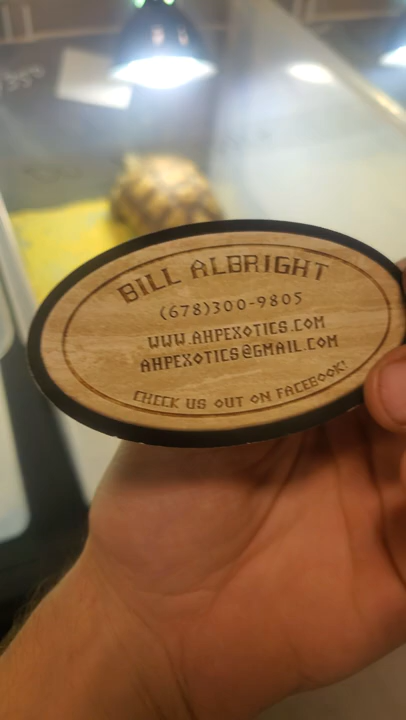 BILL ALBRIGHT
(678)300-9805
WWW.AHPEXOTICS.COM
AHPEXOTICS@GMAIL.COM
CHECK US OUT ON FACEBOOK!